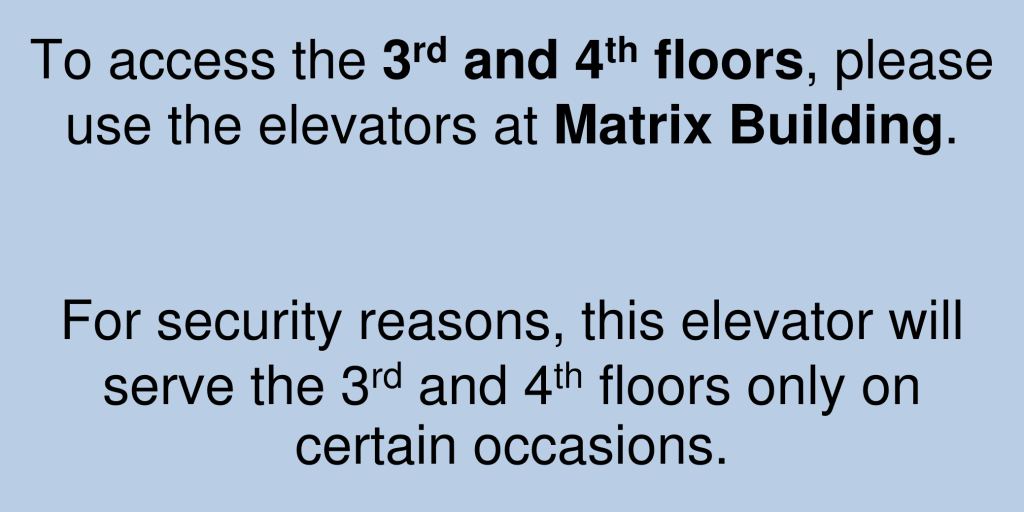 To access the 3rd and 4th floors, please
use the elevators at Matrix Building.
For security reasons, this elevator will
serve the 3rd and 4th floors only on
certain occasions.